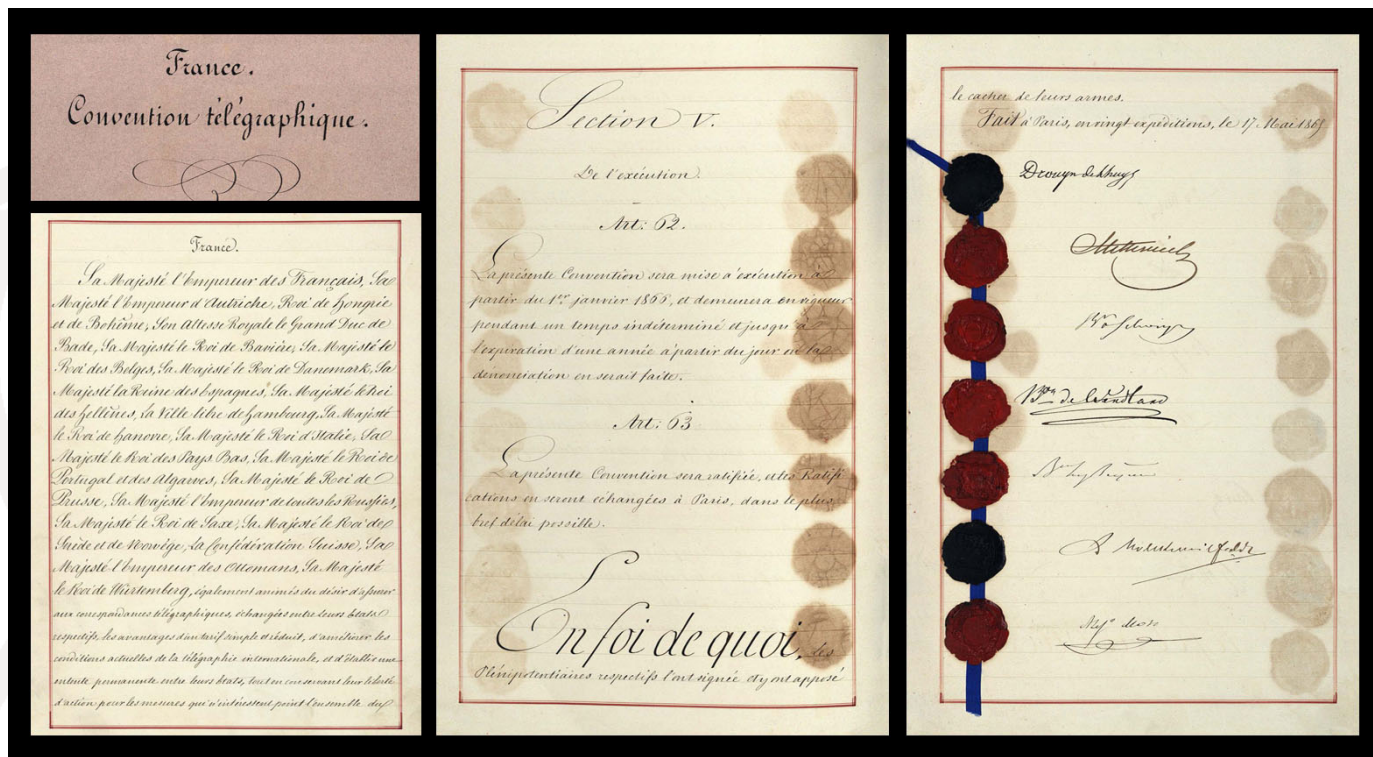 France.
Convention télégraphique.
France.
Sa Majesté l'Empereur des Français, Sa
Majesté l'Empereur d'Autriche, Roi de Hongrie
et de Bohême, Son Altesse Royale le Grand Duc de
Bade, Sa Majesté le Roi de Bavière, Sa Majesté le
Roi des Belges, Sa Majesté le Roi de Danemark, Sa
Majesté la Reine des Espagnes, Sa Majesté le Roi
des Hellènes, la Ville libre de Hambourg, Sa Majesté
le Roi de Hanovre, Sa Majesté le Roi d'Italie, Sa
Majesté le Roi des Pays Bas, Sa Majesté le Roi de
Portugal et des Algarves, Sa Majesté le Roi de
Prusse, Sa Majesté l'Empereur de toutes les Russies,
Sa Majesté le Roi de Saxe, Sa Majesté le Roi de
Suède et de Norwège, la Confédération Suisse, Sa
Majesté l'Empereur des Ottomans, Sa Majesté
le Roi de Würtemberg, également animés du désir d'assurer
aux correspondances télégraphiques, échangées entre leurs États
respectifs, les avantages d'un tarif simple et réduit, d'améliorer les
conditions actuelles de la télégraphie internationale, et d'établir une
entente permanente entre leurs états, tout en conservant leur liberté
d'action pour les mesures qui n'intéressent point l'ensemble du
Section V.
De l'exécution.
Art: 62.
La présente Convention sera mise à exécution à
partir du 1er janvier 1866, et demeurera en vigueur
pendant un temps indéterminé et jusqu'à
l'expiration d'une année à partir du jour où la
dénonciation en serait faite.
Art: 63
La présente Convention sera ratifiée, et les Ratifi
cations en seront échangées à Paris, dans le plus
bref délai possible.
En foi de quoi, les
Plénipotentiaires respectifs l'ont signée et y ont apposé
le cachet de leurs armes.
Fait à Paris, en vingt expéditions, le 17 Mai 1865
Drouyn de Lhuys
Metternich